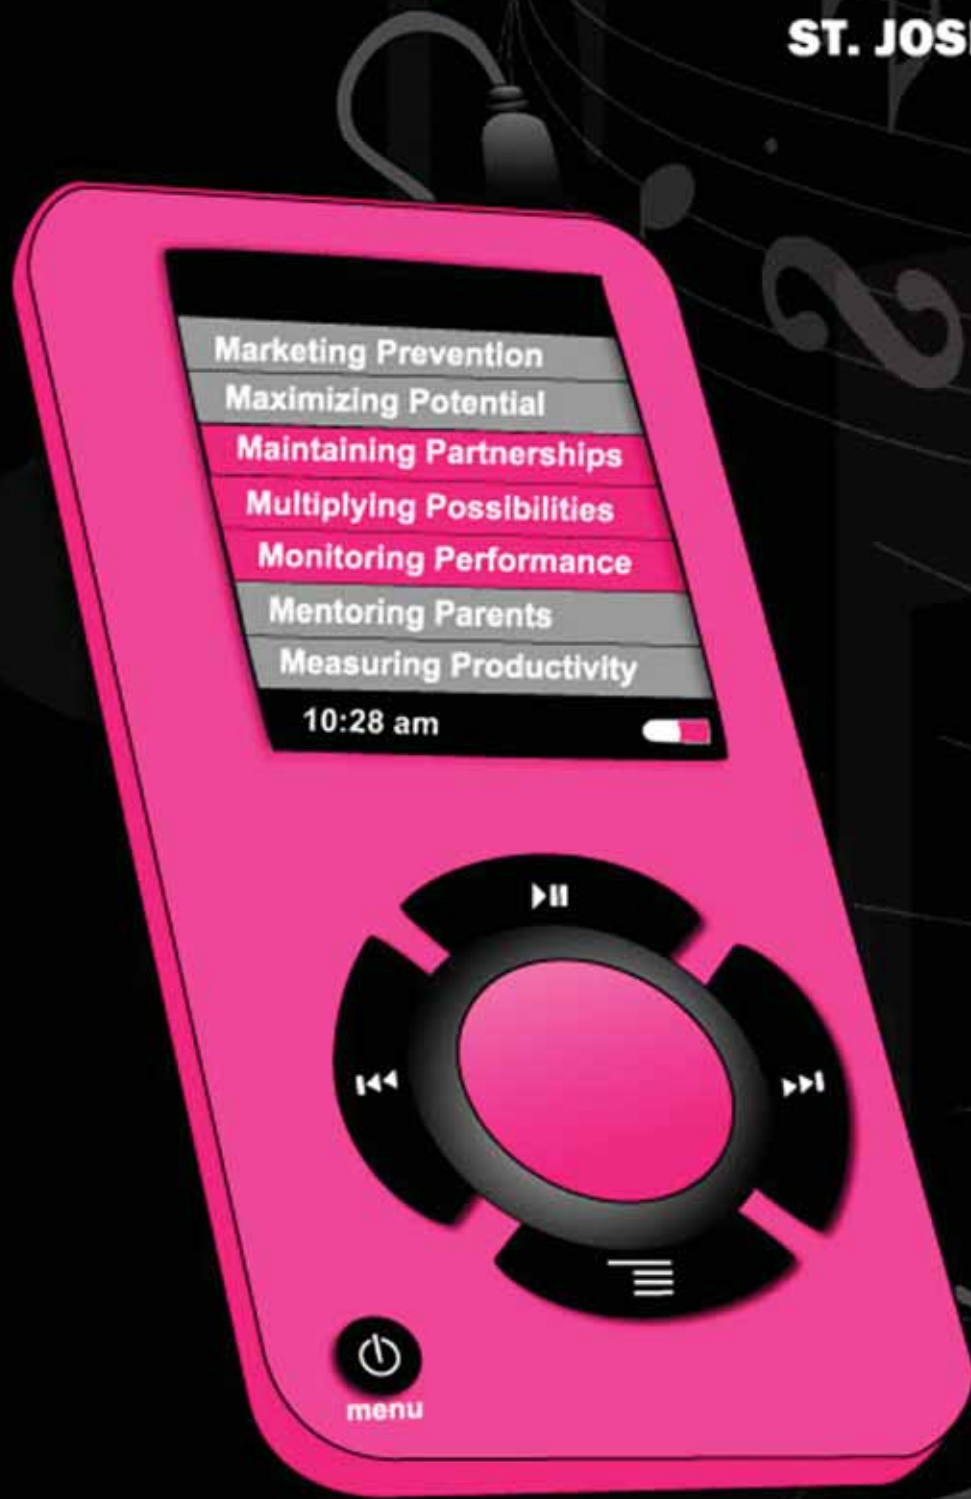 ST.
Marketing Prevention
Maximizing Potential
Maintaining Partnerships
Multiplying Possibilities
Monitoring Performance
Mentoring Parents
Measuring Productivity
10:28 am
menu